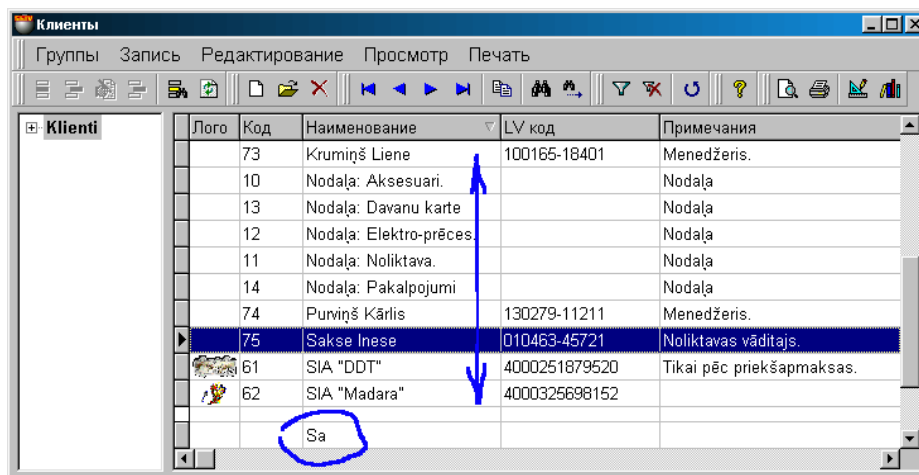 Клиенты
Группы Запись Редактирование Просмотр Печать
Klienti
Лого Код Наименование LV код Примечания
73 Krumiņš Liene 100165-18401 Menedžeris.
10 Nodaļa: Aksesuari. Nodaļa
13 Nodaļa: Davanu karte Nodaļa
12 Nodaļa: Elektro-prēces. Nodaļa
11 Nodaļa: Noliktava. Nodaļa
14 Nodaļa: Pakalpojumi Nodaļa
74 Purviņš Kārlis 130279-11211 Menedžeris.
75 Sakse Inese 010463-45721 Noliktavas vāditajs.
61 SIA "DDT" 4000251879520 Tikai pēc priekšapmaksas.
62 SIA "Madara" 4000325698152
Sa